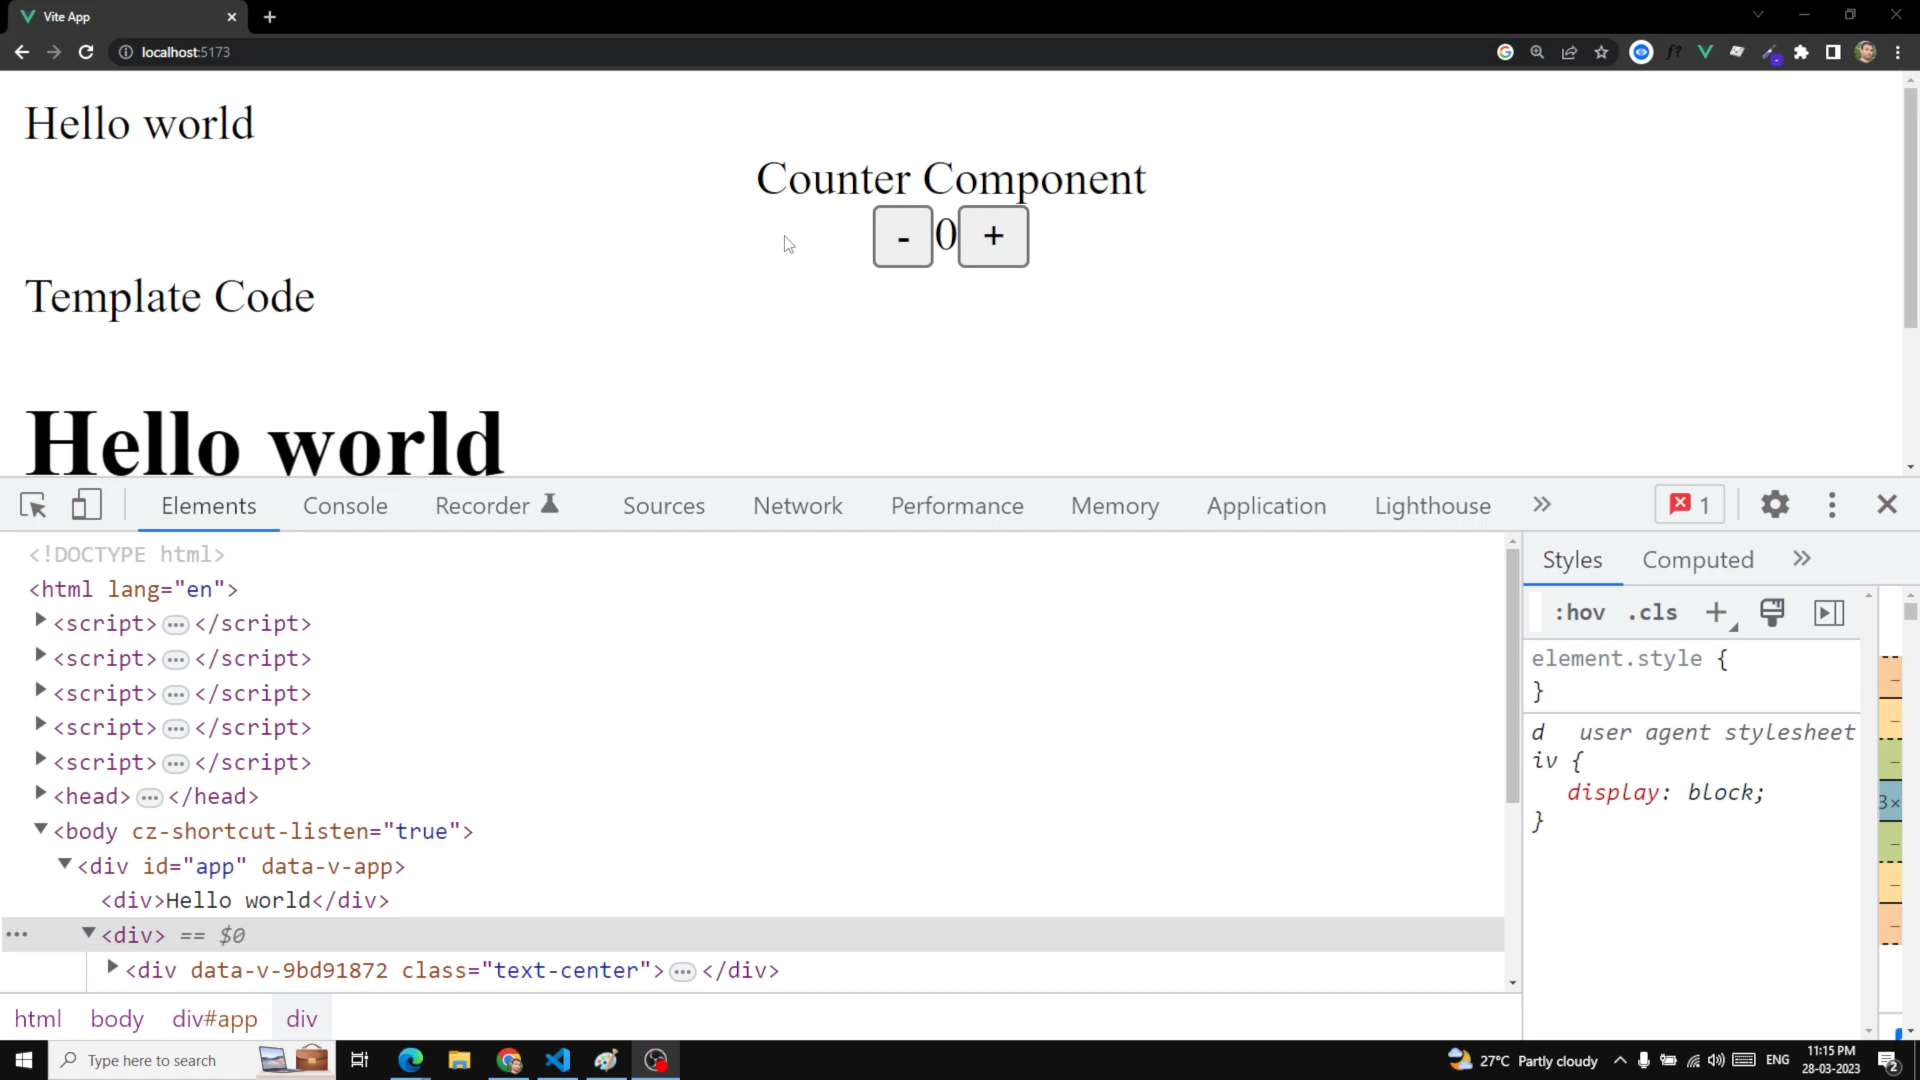 Vite App
localhost:5173
Hello world
Counter Component
- 0 +
Template Code
Hello world
Elements Console Recorder Sources Network Performance Memory Application Lighthouse 1
<!DOCTYPE html>
<html lang="en">
<script>…</script>
<script>…</script>
<script>…</script>
<script>…</script>
<script>…</script>
<head>…</head>
<body cz-shortcut-listen="true">
<div id="app" data-v-app>
<div>Hello world</div>
… <div> == $0
<div data-v-9bd91872 class="text-center">…</div>
html body div#app div
Styles Computed
:hov .cls
element.style {
}
d user agent stylesheet
iv {
display: block;
}
Type here to search
27°C Partly cloudy
ENG
11:15 PM
28-03-2023
2